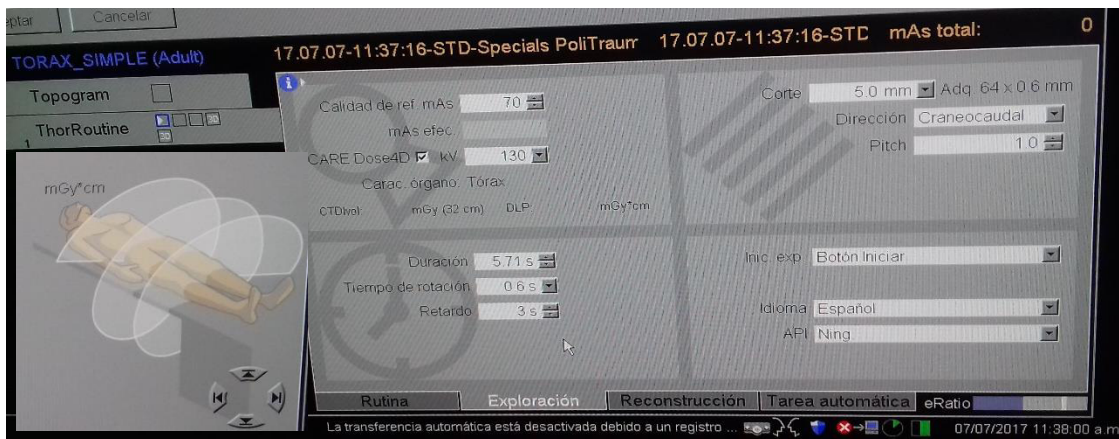 eptar Cancelar
TORAX_SIMPLE (Adult)
17.07.07-11:37:16-STD-Specials PoliTraum 17.07.07-11:37:16-STD mAs total: 0
Topogram
ThorRoutine
1
3D
3D
mGy*cm
Calidad de ref. mAs 70
mAs efec.
CARE Dose4D kV 130
Carac. órgano. Tórax
CTDIvol: mGy (32 cm) DLP: mGy*cm
Corte 5.0 mm Adq. 64 x 0.6 mm
Dirección Craneocaudal
Pitch 1.0
Duración 5.71 s
Tiempo de rotación 0.6 s
Retardo 3 s
Inic. exp. Botón Iniciar
Idioma Español
API Ning.
Rutina Exploración Reconstrucción Tarea automática eRatio
La transferencia automática está desactivada debido a un registro ... 07/07/2017 11:38:00 a.m